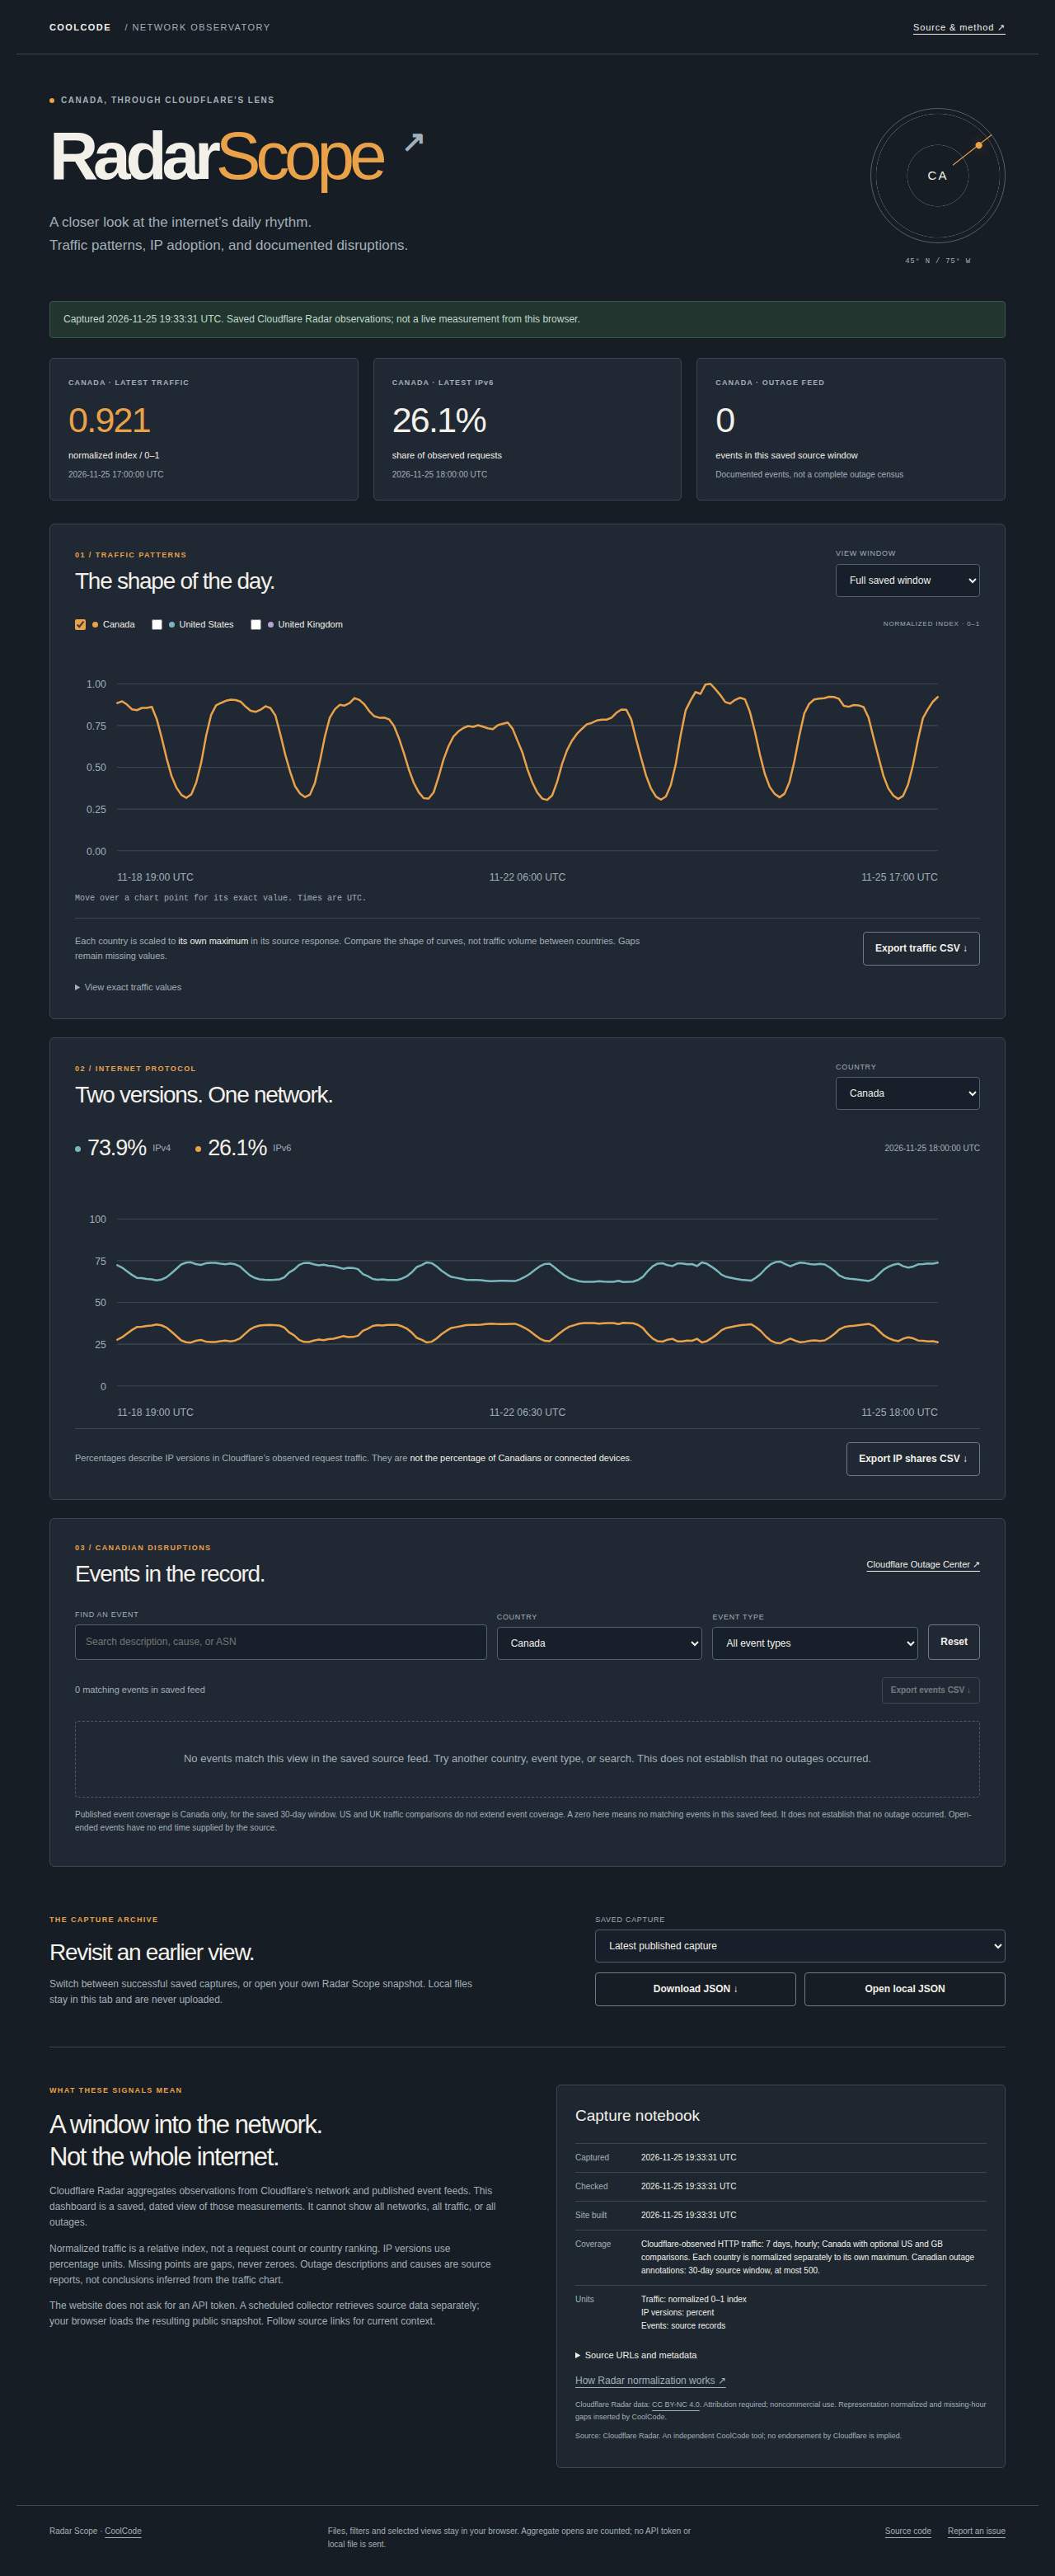 COOLCODE / NETWORK OBSERVATORY
Source & method ↗
CANADA, THROUGH CLOUDFLARE'S LENS
RadarScope ↗
A closer look at the internet's daily rhythm.
Traffic patterns, IP adoption, and documented disruptions.
CA
45° N / 75° W
Captured 2026-11-25 19:33:31 UTC. Saved Cloudflare Radar observations; not a live measurement from this browser.
CANADA · LATEST TRAFFIC
0.921
normalized index / 0–1
2026-11-25 17:00:00 UTC
CANADA · LATEST IPv6
26.1%
share of observed requests
2026-11-25 18:00:00 UTC
CANADA · OUTAGE FEED
0
events in this saved source window
Documented events, not a complete outage census
01 / TRAFFIC PATTERNS
The shape of the day.
VIEW WINDOW
Full saved window
Canada
United States
United Kingdom
NORMALIZED INDEX · 0–1
1.00
0.75
0.50
0.25
0.00
11-18 19:00 UTC
11-22 06:00 UTC
11-25 17:00 UTC
Move over a chart point for its exact value. Times are UTC.
Each country is scaled to its own maximum in its source response. Compare the shape of curves, not traffic volume between countries. Gaps
remain missing values.
Export traffic CSV ↓
▶ View exact traffic values
02 / INTERNET PROTOCOL
Two versions. One network.
COUNTRY
Canada
73.9% IPv4
26.1% IPv6
2026-11-25 18:00:00 UTC
100
75
50
25
0
11-18 19:00 UTC
11-22 06:30 UTC
11-25 18:00 UTC
Percentages describe IP versions in Cloudflare's observed request traffic. They are not the percentage of Canadians or connected devices.
Export IP shares CSV ↓
03 / CANADIAN DISRUPTIONS
Events in the record.
Cloudflare Outage Center ↗
FIND AN EVENT
Search description, cause, or ASN
COUNTRY
Canada
EVENT TYPE
All event types
Reset
0 matching events in saved feed
Export events CSV ↓
No events match this view in the saved source feed. Try another country, event type, or search. This does not establish that no outages occurred.
Published event coverage is Canada only, for the saved 30-day window. US and UK traffic comparisons do not extend event coverage. A zero here means no matching events in this saved feed. It does not establish that no outage occurred. Open-
ended events have no end time supplied by the source.
THE CAPTURE ARCHIVE
Revisit an earlier view.
Switch between successful saved captures, or open your own Radar Scope snapshot. Local files
stay in this tab and are never uploaded.
SAVED CAPTURE
Latest published capture
Download JSON ↓
Open local JSON
WHAT THESE SIGNALS MEAN
A window into the network.
Not the whole internet.
Cloudflare Radar aggregates observations from Cloudflare's network and published event feeds. This
dashboard is a saved, dated view of those measurements. It cannot show all networks, all traffic, or all
outages.
Normalized traffic is a relative index, not a request count or country ranking. IP versions use
percentage units. Missing points are gaps, never zeroes. Outage descriptions and causes are source
reports, not conclusions inferred from the traffic chart.
The website does not ask for an API token. A scheduled collector retrieves source data separately;
your browser loads the resulting public snapshot. Follow source links for current context.
Capture notebook
Captured 2026-11-25 19:33:31 UTC
Checked 2026-11-25 19:33:31 UTC
Site built 2026-11-25 19:33:31 UTC
Coverage Cloudflare-observed HTTP traffic: 7 days, hourly; Canada with optional US and GB
comparisons. Each country is normalized separately to its own maximum. Canadian outage
annotations: 30-day source window, at most 500.
Units Traffic: normalized 0–1 index
IP versions: percent
Events: source records
▶ Source URLs and metadata
How Radar normalization works ↗
Cloudflare Radar data: CC BY-NC 4.0. Attribution required; noncommercial use. Representation normalized and missing-hour
gaps inserted by CoolCode.
Source: Cloudflare Radar. An independent CoolCode tool; no endorsement by Cloudflare is implied.
Radar Scope · CoolCode
Files, filters and selected views stay in your browser. Aggregate opens are counted; no API token or
local file is sent.
Source code
Report an issue